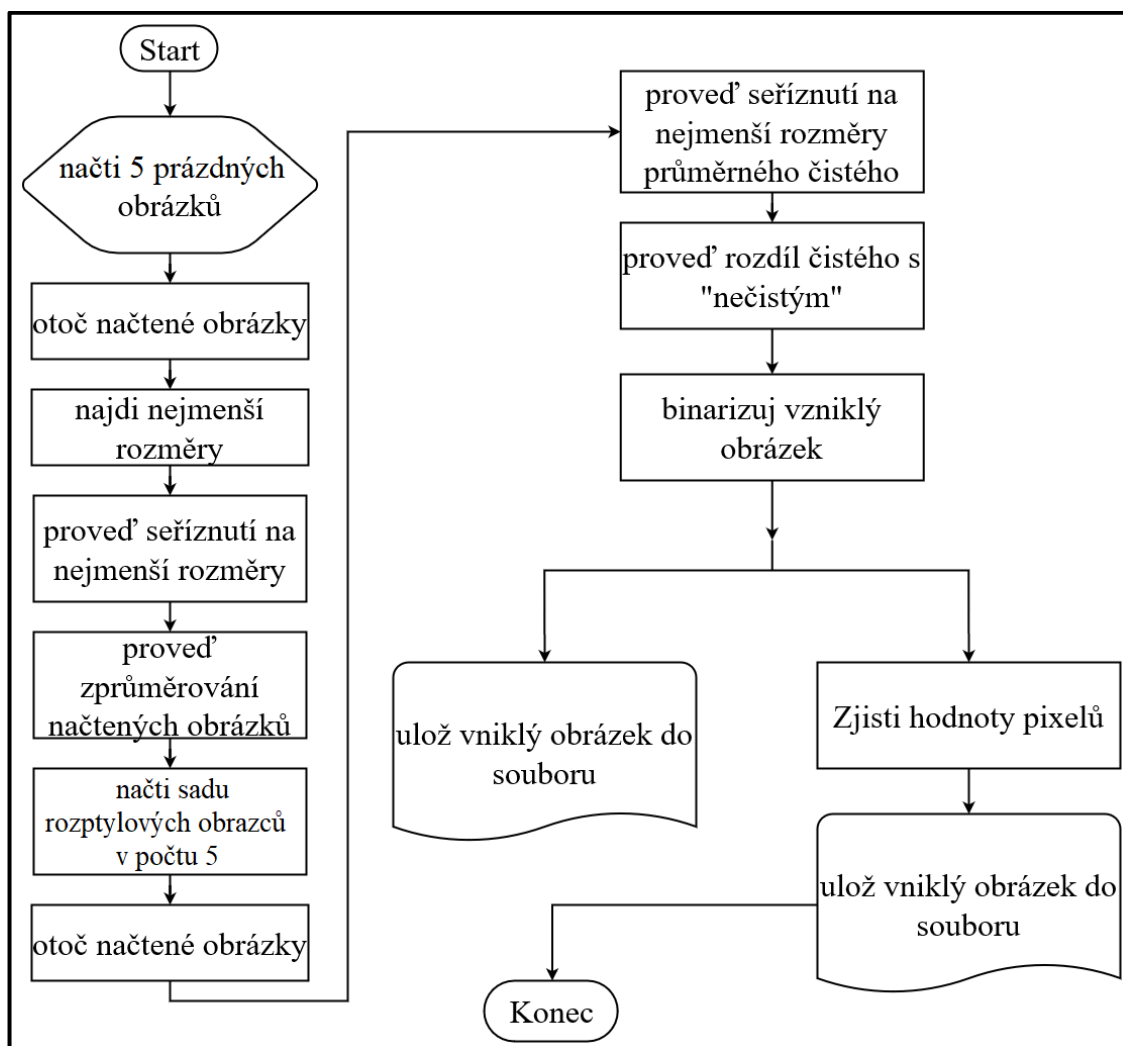 Start
načti 5 prázdných
obrázků
otoč načtené obrázky
najdi nejmenší
rozměry
proveď seříznutí na
nejmenší rozměry
proveď
zprůměrování
načtených obrázků
načti sadu
rozptylových obrazců
v počtu 5
otoč načtené obrázky
proveď seříznutí na
nejmenší rozměry
průměrného čistého
proveď rozdíl čistého s
"nečistým"
binarizuj vzniklý
obrázek
ulož vniklý obrázek do
souboru
Zjisti hodnoty pixelů
ulož vniklý obrázek do
souboru
Konec